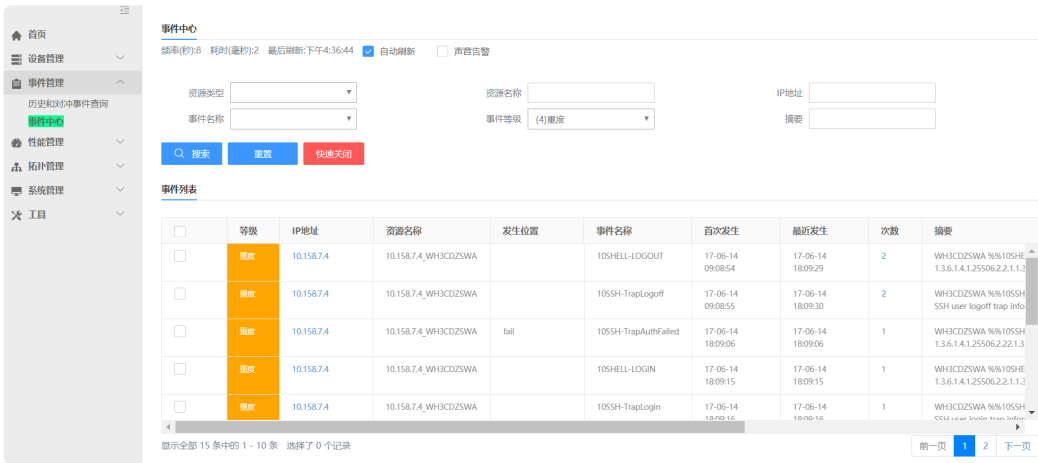 首页
设备管理
事件管理
历史和对冲事件查询
事件中心
性能管理
拓扑管理
系统管理
工具
事件中心
频率(秒):8 耗时(毫秒):2 最后刷新:下午4:36:44 自动刷新 声音告警
资源类型 资源名称 IP地址
事件名称 事件等级 (4)重度 摘要
搜索 重置 快速关闭
事件列表
等级 IP地址 资源名称 发生位置 事件名称 首次发生 最近发生 次数 摘要
重度 10.158.7.4 10.158.7.4_WH3CDZSWA 10SHELL-LOGOUT 17-06-14 17-06-14 2 WH3CDZSWA %%10SHE
09:08:54 18:09:29 1.3.6.1.4.1.25506.2.2.1.1.3
重度 10.158.7.4 10.158.7.4_WH3CDZSWA 10SSH-TrapLogoff 17-06-14 17-06-14 2 WH3CDZSWA %%10SSH
09:08:55 18:09:30 SSH user logoff trap info
重度 10.158.7.4 10.158.7.4_WH3CDZSWA fail 10SSH-TrapAuthFailed 17-06-14 17-06-14 1 WH3CDZSWA %%10SSH
18:09:06 18:09:06 1.3.6.1.4.1.25506.2.22.1.3
重度 10.158.7.4 10.158.7.4_WH3CDZSWA 10SHELL-LOGIN 17-06-14 17-06-14 1 WH3CDZSWA %%10SHE
18:09:15 18:09:15 1.3.6.1.4.1.25506.2.2.1.1.3
重度 10.158.7.4 10.158.7.4_WH3CDZSWA 10SSH-TrapLogin 17-06-14 17-06-14 1 WH3CDZSWA %%10SSH
18:09:16 18:09:16 SSH user login trap infor
显示全部 15 条中的 1 - 10 条 选择了 0 个记录
前一页 1 2 下一页